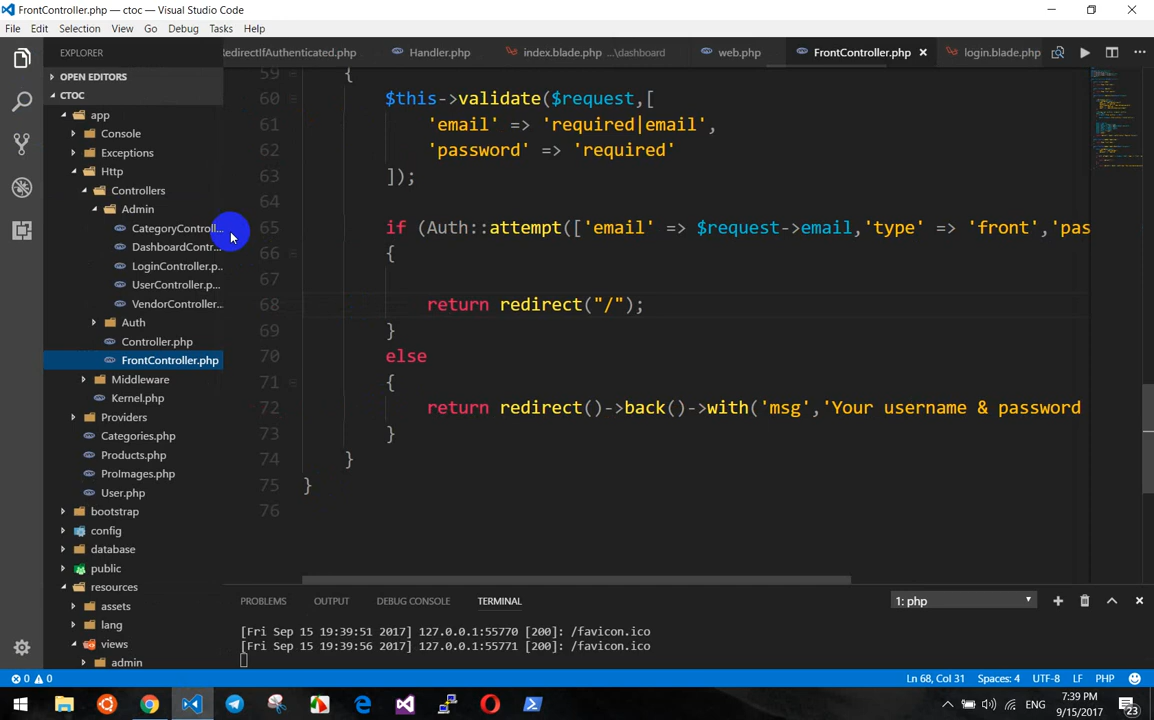 FrontController.php — ctoc — Visual Studio Code
File Edit Selection View Go Debug Tasks Help
EXPLORER
RedirectIfAuthenticated.php Handler.php index.blade.php ...\dashboard web.php FrontController.php × login.blade.php
OPEN EDITORS
CTOC
app
Console
Exceptions
Http
Controllers
Admin
CategoryControll...
DashboardContr...
LoginController.p...
UserController.p...
VendorController...
Auth
Controller.php
FrontController.php
Middleware
Kernel.php
Providers
Categories.php
Products.php
ProImages.php
User.php
bootstrap
config
database
public
resources
assets
lang
views
admin
59 {
60 $this->validate($request,[
61 'email' => 'required|email',
62 'password' => 'required'
63 ]);
64
65 if (Auth::attempt(['email' => $request->email,'type' => 'front','pas
66 {
67
68 return redirect("/");
69 }
70 else
71 {
72 return redirect()->back()->with('msg','Your username & password
73 }
74 }
75 }
76
PROBLEMS OUTPUT DEBUG CONSOLE TERMINAL 1: php
[Fri Sep 15 19:39:51 2017] 127.0.0.1:55770 [200]: /favicon.ico
[Fri Sep 15 19:39:56 2017] 127.0.0.1:55771 [200]: /favicon.ico
0 0 Ln 68, Col 31 Spaces: 4 UTF-8 LF PHP
ENG 7:39 PM
9/15/2017 23